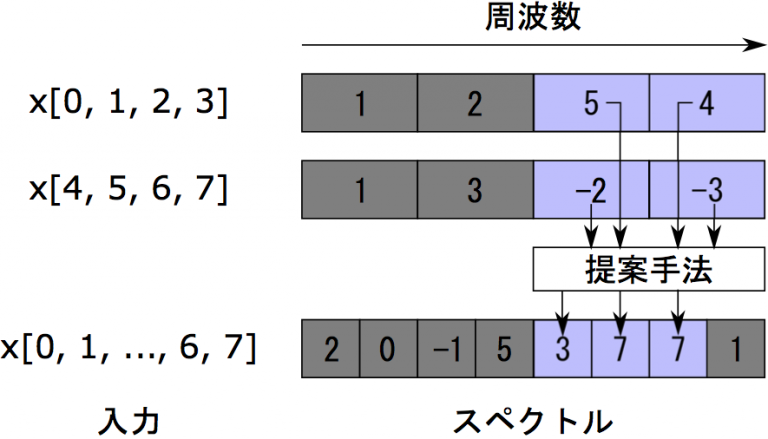 周波数
x[0, 1, 2, 3] 1 2 5 4
x[4, 5, 6, 7] 1 3 -2 -3
提案手法
x[0, 1, ..., 6, 7] 2 0 -1 5 3 7 7 1
入力 スペクトル